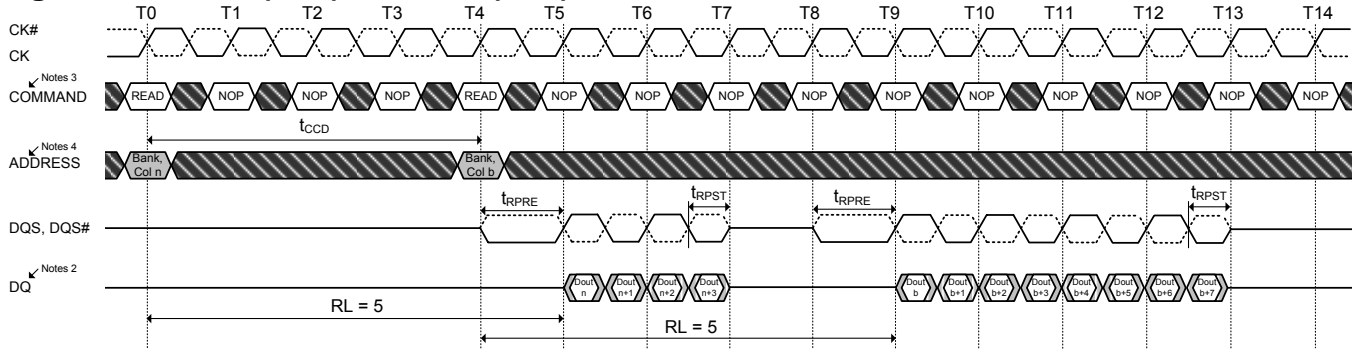 T0 T1 T2 T3 T4 T5 T6 T7 T8 T9 T10 T11 T12 T13 T14
CK#
CK
Notes 3
COMMAND READ NOP NOP NOP READ NOP NOP NOP NOP NOP NOP NOP NOP NOP NOP
tCCD
Notes 4
ADDRESS
Bank, Col n
Bank, Col b
tRPRE tRPST tRPRE tRPST
DQS, DQS#
Notes 2
DQ
Dout n Dout n+1 Dout n+2 Dout n+3 Dout b Dout b+1 Dout b+2 Dout b+3 Dout b+4 Dout b+5 Dout b+6 Dout b+7
RL = 5
RL = 5